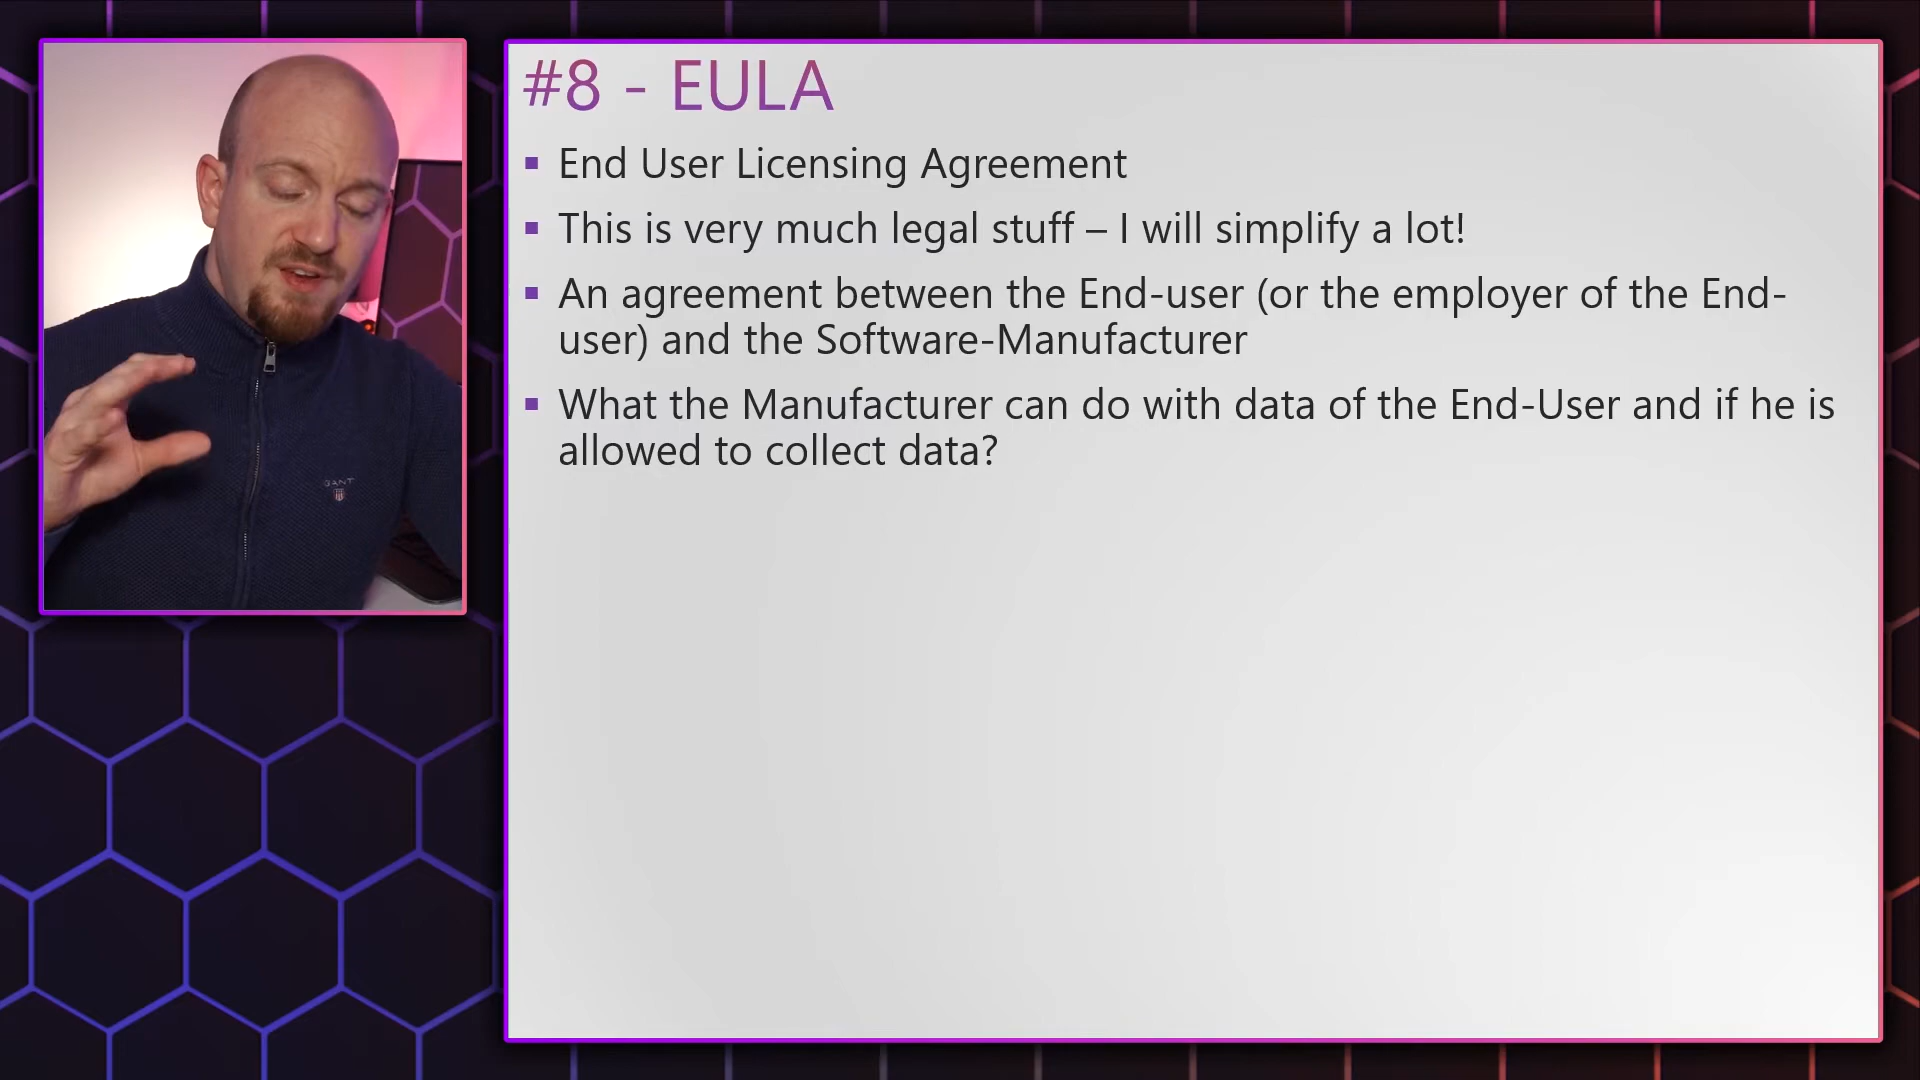 #8 - EULA
End User Licensing Agreement
This is very much legal stuff – I will simplify a lot!
An agreement between the End-user (or the employer of the End-
user) and the Software-Manufacturer
What the Manufacturer can do with data of the End-User and if he is
allowed to collect data?
GANT